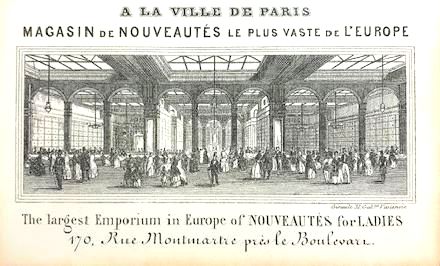 A LA VILLE DE PARIS
MAGASIN DE NOUVEAUTÉS LE PLUS VASTE DE L'EUROPE
The largest Emporium in Europe of NOUVEAUTÉS for LADIES
170, Rue Montmartre près le Boulevart.